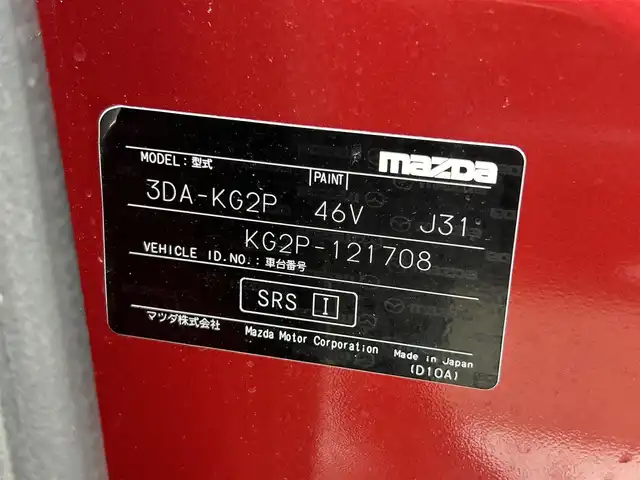 mazda
MODEL:型式 PAINT
3DA-KG2P 46V J31
KG2P-121708
VEHICLE ID.NO.:車台番号
SRS I
マツダ株式会社 Mazda Motor Corporation Made in Japan
(D10A)